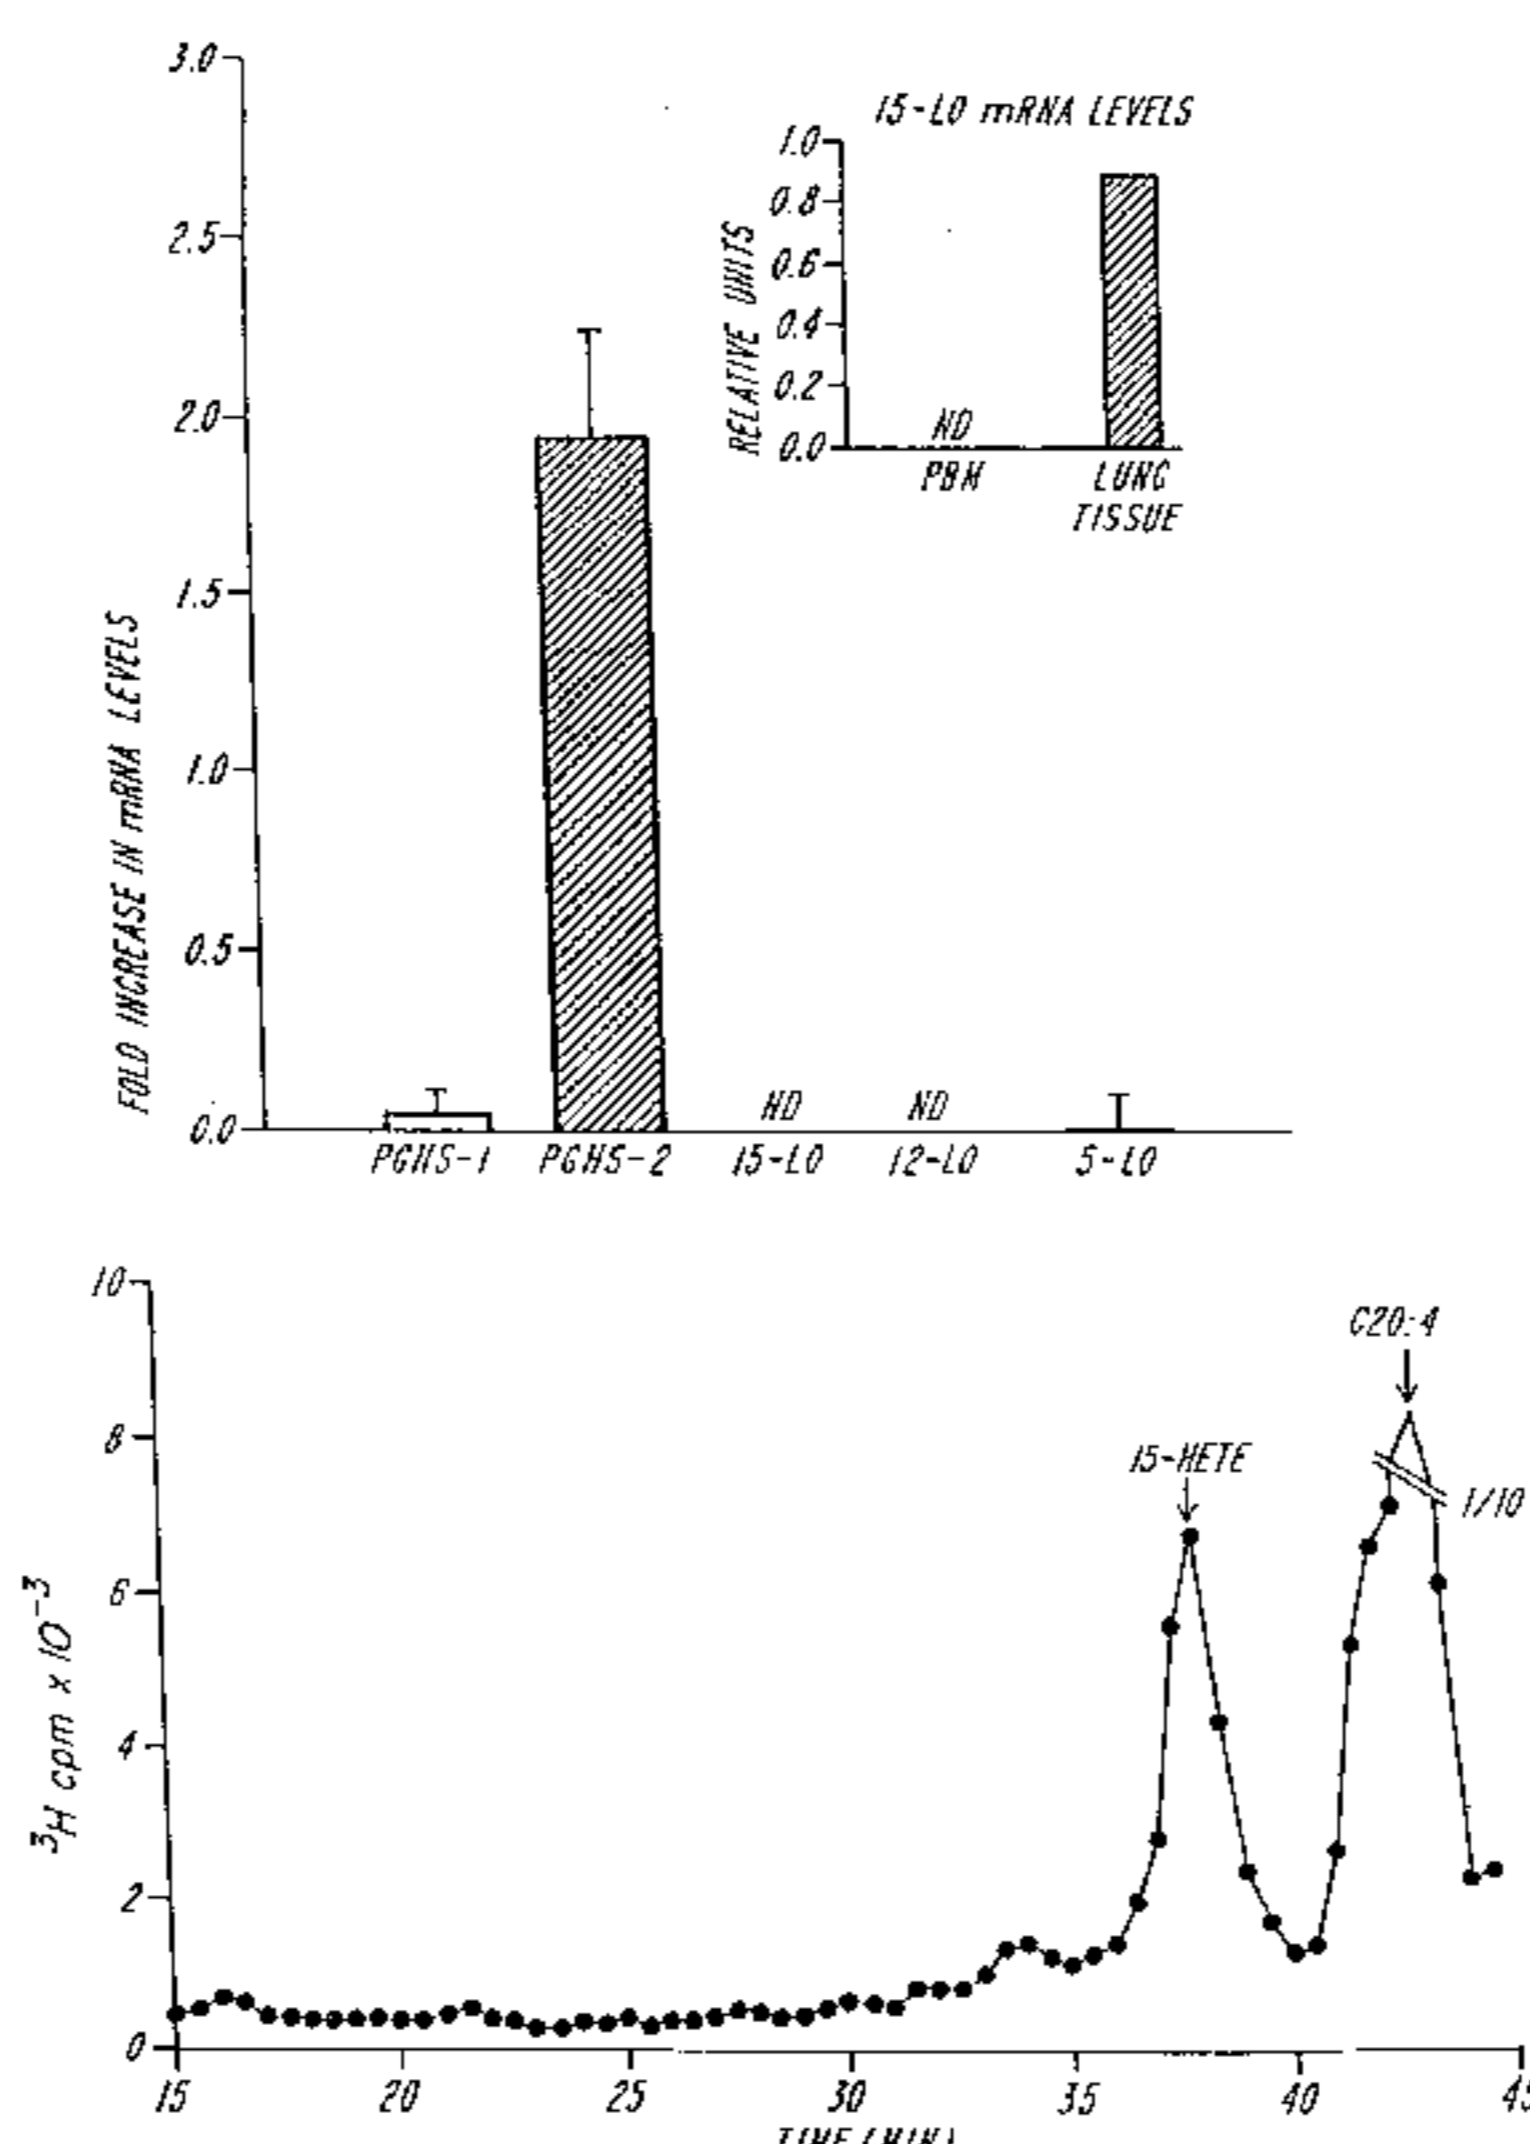 3.0
2.5
2.0
1.5
1.0
0.5
0.0
FOLD INCREASE IN mRNA LEVELS
PGHS-1
PGHS-2
ND
15-LO
ND
12-LO
5-LO
15-LO mRNA LEVELS
1.0
0.8
0.6
0.4
0.2
0.0
RELATIVE UNITS
ND
PBM
LUNG
TISSUE
10
8
6
4
2
0
³H cpm x 10⁻³
15-HETE
C20:4
1/10
15
20
25
30
35
40
45
TIME (MIN)